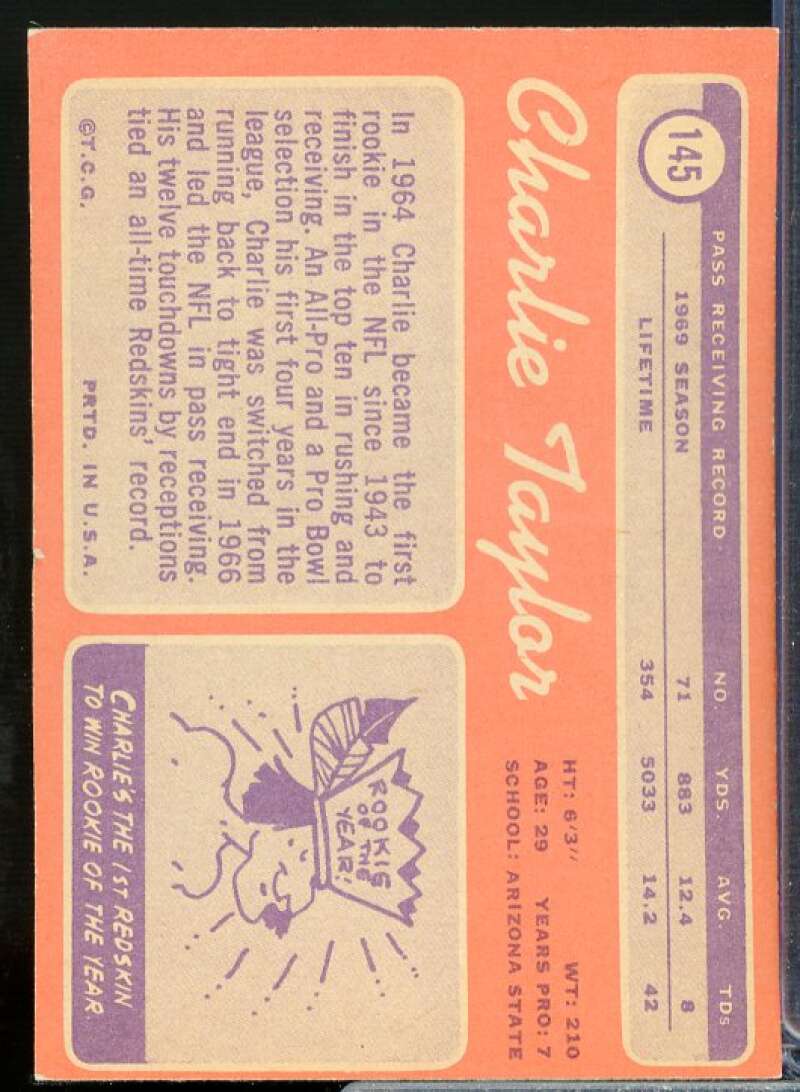 145
PASS RECEIVING RECORD NO. YDS. AVG. TDs
1969 SEASON 71 883 12.4 8
LIFETIME 354 5033 14.2 42
Charlie Taylor
HT: 6'3" WT: 210
AGE: 29 YEARS PRO: 7
SCHOOL: ARIZONA STATE
In 1964 Charlie became the first
rookie in the NFL since 1943 to
finish in the top ten in rushing and
receiving. An All-Pro and a Pro Bowl
selection his first four years in the
league, Charlie was switched from
running back to tight end in 1966
and led the NFL in pass receiving.
His twelve touchdowns by receptions
tied an all-time Redskins' record.
©T.C.G. PRTD. IN U.S.A.
ROOKIE
OF THE
YEAR!
CHARLIE'S THE 1ST REDSKIN
TO WIN ROOKIE OF THE YEAR.